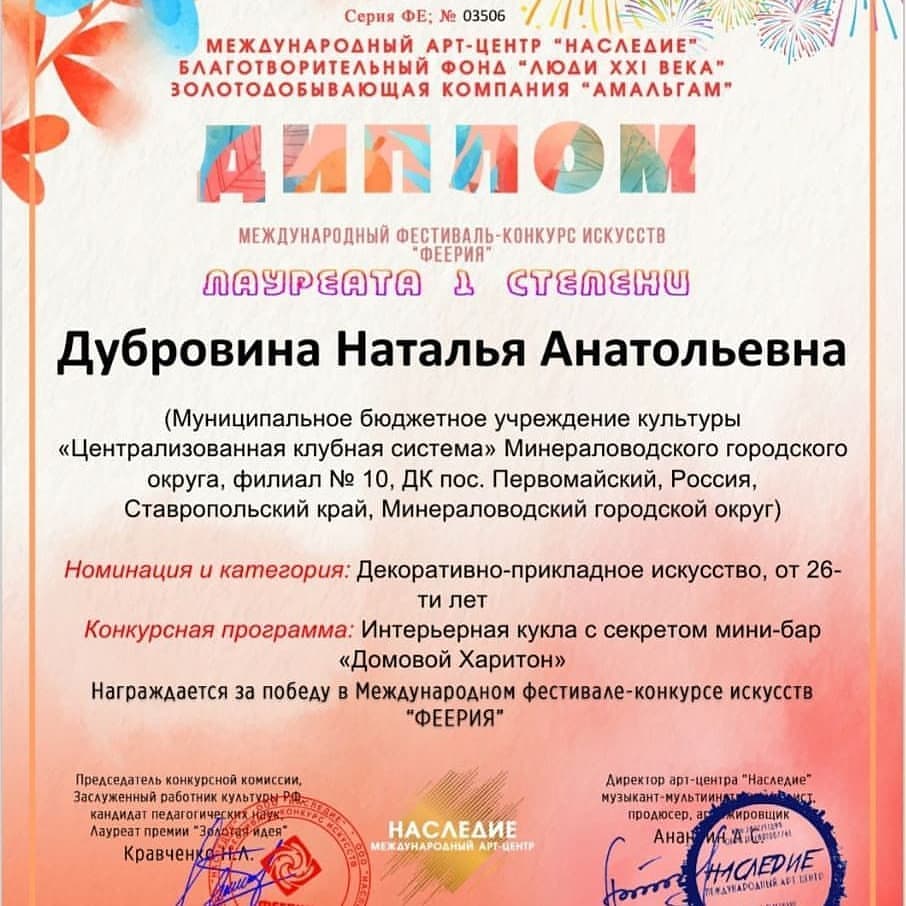 Серия ФЕ; № 03506
МЕЖДУНАРОДНЫЙ АРТ-ЦЕНТР "НАСЛЕДИЕ"
БЛАГОТВОРИТЕЛЬНЫЙ ФОНД "ЛЮДИ XXI ВЕКА"
ЗОЛОТОДОБЫВАЮЩАЯ КОМПАНИЯ "АМАЛЬГАМ"
ДИПЛОМ
МЕЖДУНАРОДНЫЙ ФЕСТИВАЛЬ-КОНКУРС ИСКУССТВ
"ФЕЕРИЯ"
ЛАУРЕАТА 1 СТЕПЕНИ
Дубровина Наталья Анатольевна
(Муниципальное бюджетное учреждение культуры
«Централизованная клубная система» Минераловодского городского
округа, филиал № 10, ДК пос. Первомайский, Россия,
Ставропольский край, Минераловодский городской округ)
Номинация и категория: Декоративно-прикладное искусство, от 26-
ти лет
Конкурсная программа: Интерьерная кукла с секретом мини-бар
«Домовой Харитон»
Награждается за победу в Международном фестивале-конкурсе искусств
"ФЕЕРИЯ"
Председатель конкурсной комиссии,
Заслуженный работник культуры РФ,
кандидат педагогических наук,
Лауреат премии "Золотая идея"
Кравченко Н.А.
НАСЛЕДИЕ
МЕЖДУНАРОДНЫЙ АРТ-ЦЕНТР
Директор арт-центра "Наследие"
продюсер,
НАСЛЕДИЕ
МЕЖДУНАРОДНЫЙ АРТ-ЦЕНТР